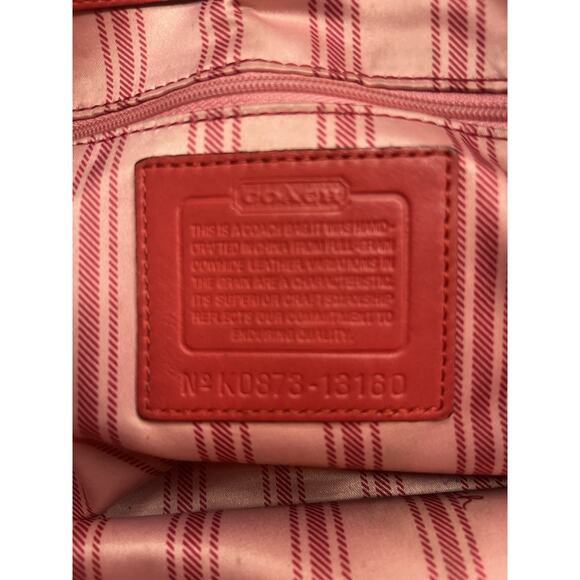 COACH
THIS IS A COACH BAG. IT WAS HAND-
CRAFTED IN CHINA FROM FULL-GRAIN
COWHIDE LEATHER. VARIATIONS IN
THE GRAIN ARE A CHARACTERISTIC.
ITS SUPERIOR CRAFTSMANSHIP
REFLECTS OUR COMMITMENT TO
ENDURING QUALITY.
Nº K0873-13160